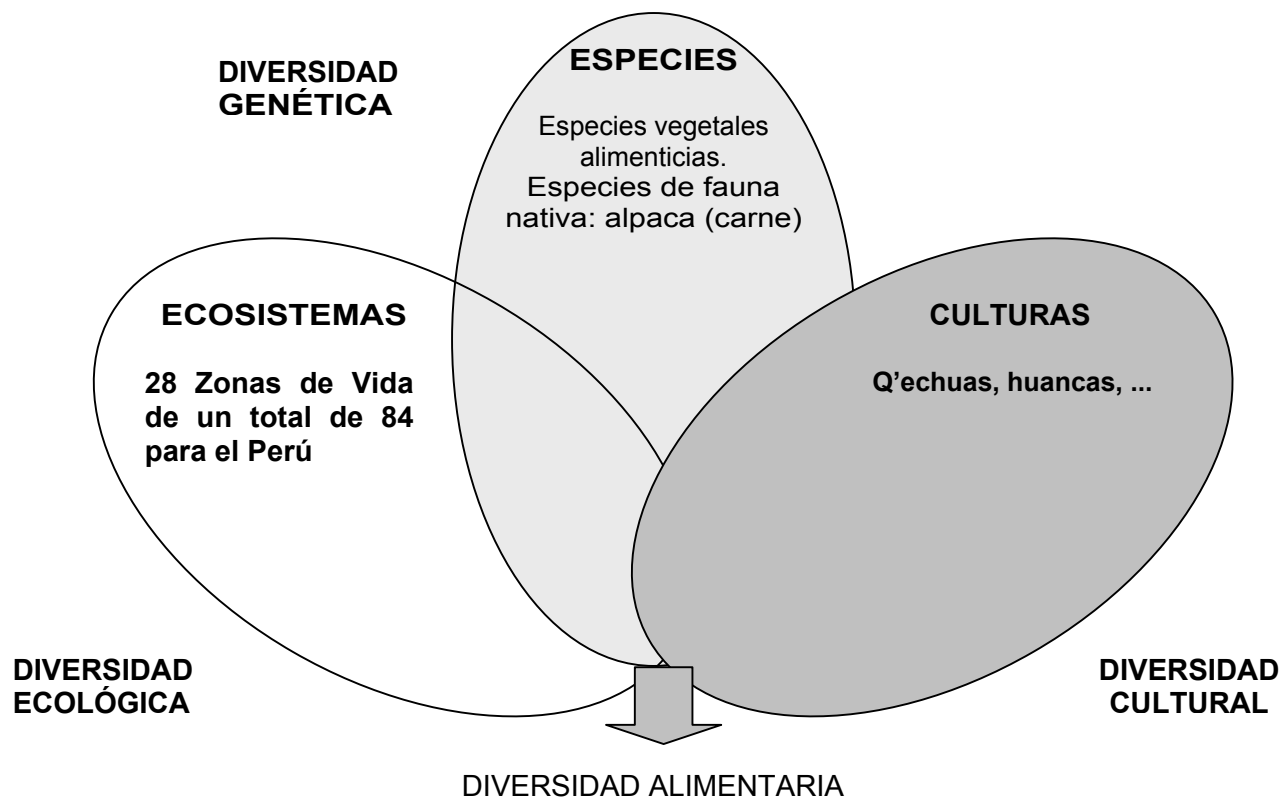 DIVERSIDAD
GENÉTICA
ESPECIES
Especies vegetales
alimenticias.
Especies de fauna
nativa: alpaca (carne)
ECOSISTEMAS
28 Zonas de Vida
de un total de 84
para el Perú
CULTURAS
Q’echuas, huancas, ...
DIVERSIDAD
ECOLÓGICA
DIVERSIDAD
CULTURAL
DIVERSIDAD ALIMENTARIA